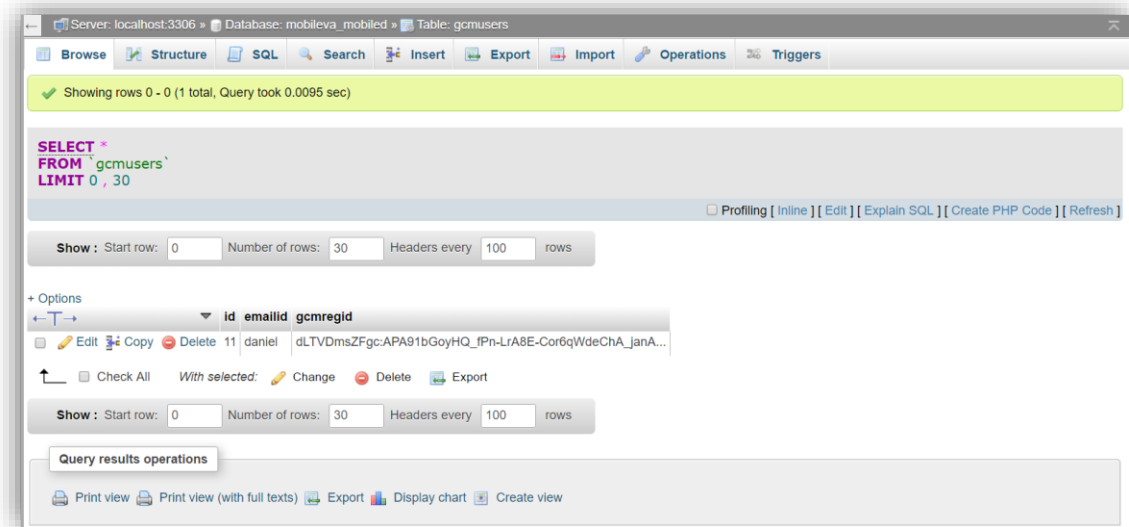 Server: localhost:3306 » Database: mobileva_mobiled » Table: gcmusers
Browse Structure SQL Search Insert Export Import Operations Triggers
Showing rows 0 - 0 (1 total, Query took 0.0095 sec)
SELECT *
FROM `gcmusers`
LIMIT 0 , 30
Profiling [ Inline ] [ Edit ] [ Explain SQL ] [ Create PHP Code ] [ Refresh ]
Show : Start row: 0 Number of rows: 30 Headers every 100 rows
+ Options
←T→ id emailid gcmregid
Edit Copy Delete 11 daniel dLTVDmsZFgc:APA91bGoyHQ_fPn-LrA8E-Cor6qWdeChA_janA...
Check All With selected: Change Delete Export
Show : Start row: 0 Number of rows: 30 Headers every 100 rows
Query results operations
Print view Print view (with full texts) Export Display chart Create view